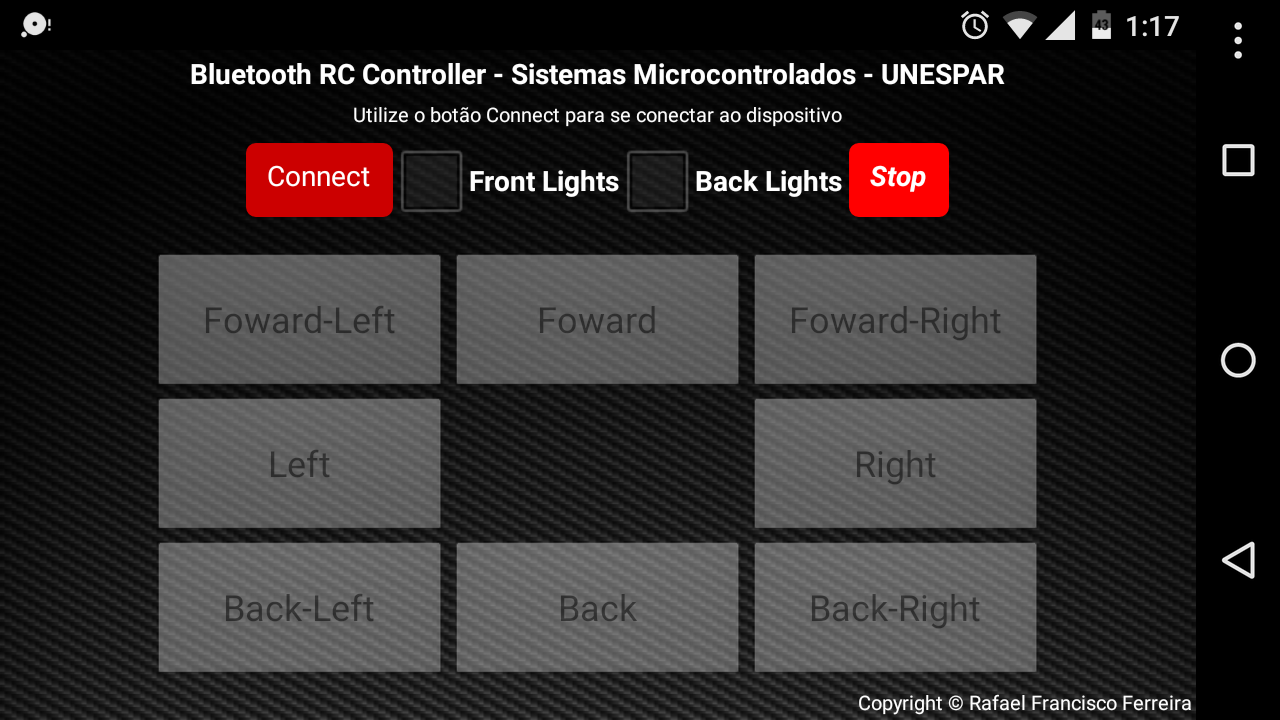 43 1:17
Bluetooth RC Controller - Sistemas Microcontrolados - UNESPAR
Utilize o botão Connect para se conectar ao dispositivo
Connect Front Lights Back Lights Stop
Foward-Left Foward Foward-Right
Left Right
Back-Left Back Back-Right
Copyright © Rafael Francisco Ferreira